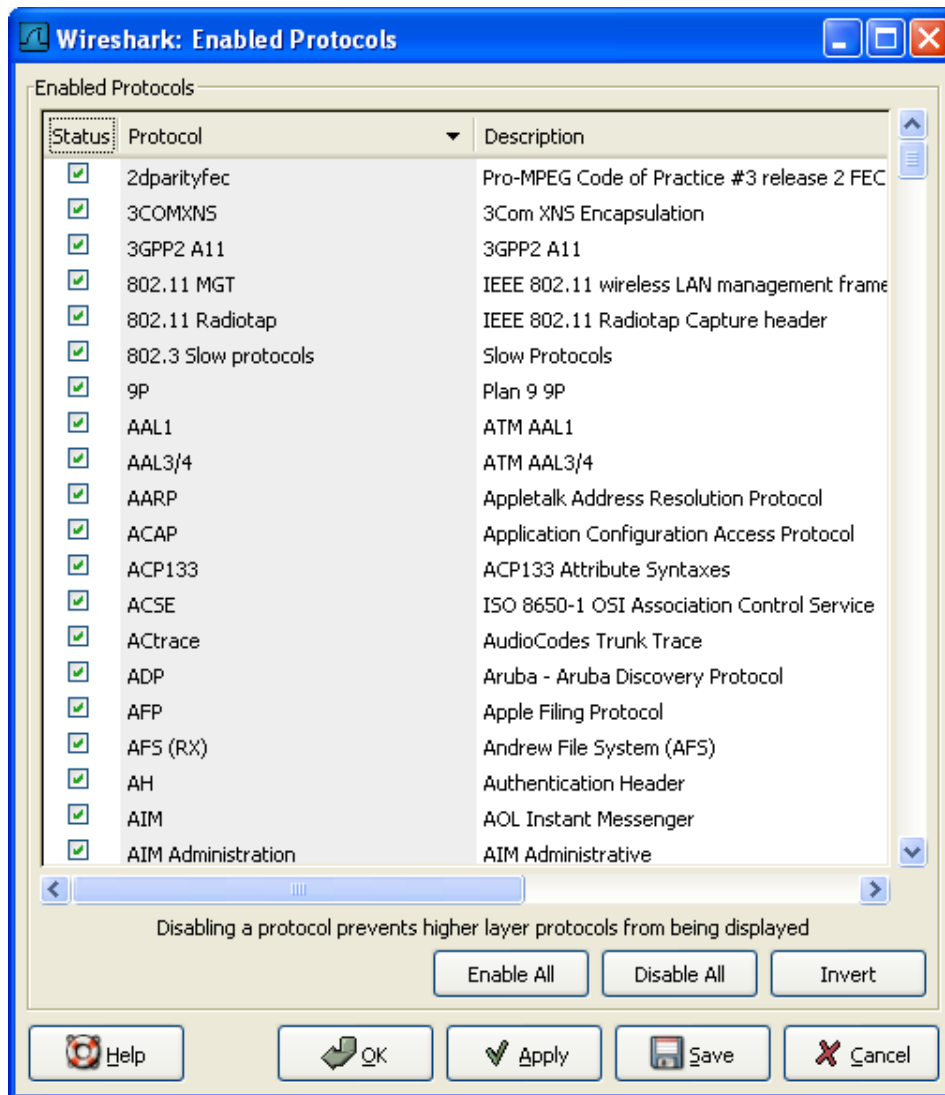 Wireshark: Enabled Protocols
Enabled Protocols
Status Protocol Description
2dparityfec Pro-MPEG Code of Practice #3 release 2 FEC
3COMXNS 3Com XNS Encapsulation
3GPP2 A11 3GPP2 A11
802.11 MGT IEEE 802.11 wireless LAN management frame
802.11 Radiotap IEEE 802.11 Radiotap Capture header
802.3 Slow protocols Slow Protocols
9P Plan 9 9P
AAL1 ATM AAL1
AAL3/4 ATM AAL3/4
AARP Appletalk Address Resolution Protocol
ACAP Application Configuration Access Protocol
ACP133 ACP133 Attribute Syntaxes
ACSE ISO 8650-1 OSI Association Control Service
ACtrace AudioCodes Trunk Trace
ADP Aruba - Aruba Discovery Protocol
AFP Apple Filing Protocol
AFS (RX) Andrew File System (AFS)
AH Authentication Header
AIM AOL Instant Messenger
AIM Administration AIM Administrative
Disabling a protocol prevents higher layer protocols from being displayed
Enable All Disable All Invert
Help OK Apply Save Cancel